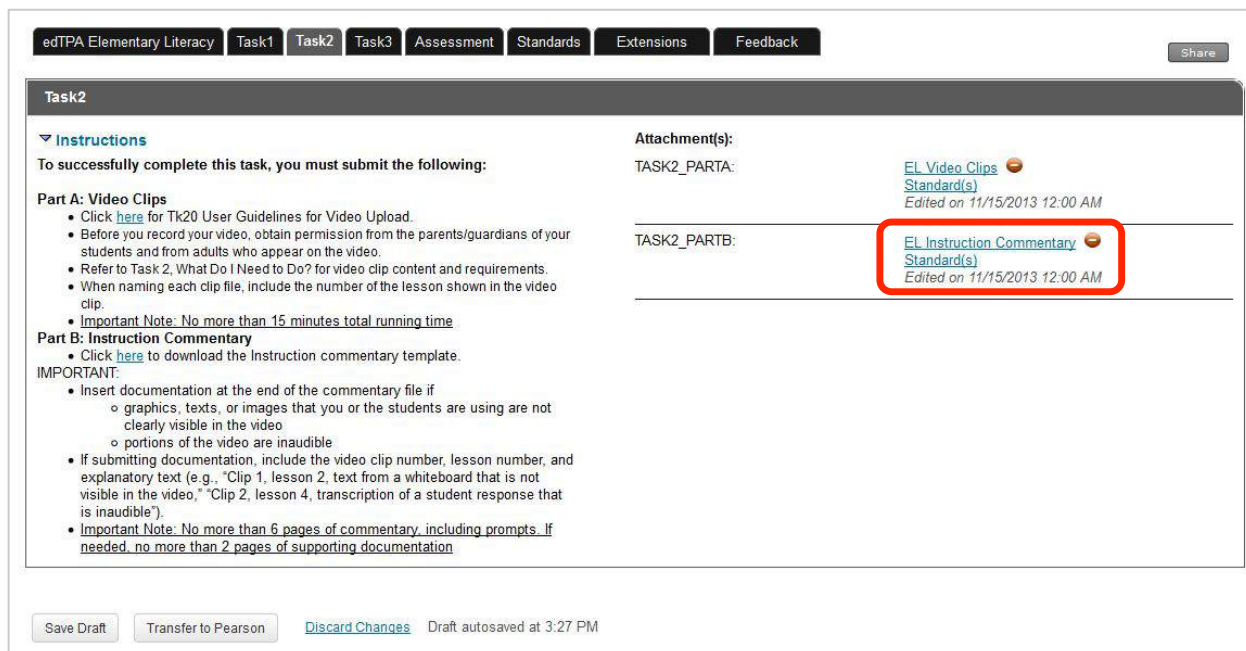 edTPA Elementary Literacy Task1 Task2 Task3 Assessment Standards Extensions Feedback
Share
Task2
Instructions
To successfully complete this task, you must submit the following:
Part A: Video Clips
• Click here for Tk20 User Guidelines for Video Upload.
• Before you record your video, obtain permission from the parents/guardians of your
students and from adults who appear on the video.
• Refer to Task 2, What Do I Need to Do? for video clip content and requirements.
• When naming each clip file, include the number of the lesson shown in the video
clip.
• Important Note: No more than 15 minutes total running time
Part B: Instruction Commentary
• Click here to download the Instruction commentary template.
IMPORTANT:
• Insert documentation at the end of the commentary file if
o graphics, texts, or images that you or the students are using are not
clearly visible in the video
o portions of the video are inaudible
• If submitting documentation, include the video clip number, lesson number, and
explanatory text (e.g., “Clip 1, lesson 2, text from a whiteboard that is not
visible in the video,” “Clip 2, lesson 4, transcription of a student response that
is inaudible”).
• Important Note: No more than 6 pages of commentary, including prompts. If
needed, no more than 2 pages of supporting documentation
Attachment(s):
TASK2_PARTA:
EL Video Clips
Standard(s)
Edited on 11/15/2013 12:00 AM
TASK2_PARTB:
EL Instruction Commentary
Standard(s)
Edited on 11/15/2013 12:00 AM
Save Draft Transfer to Pearson Discard Changes Draft autosaved at 3:27 PM